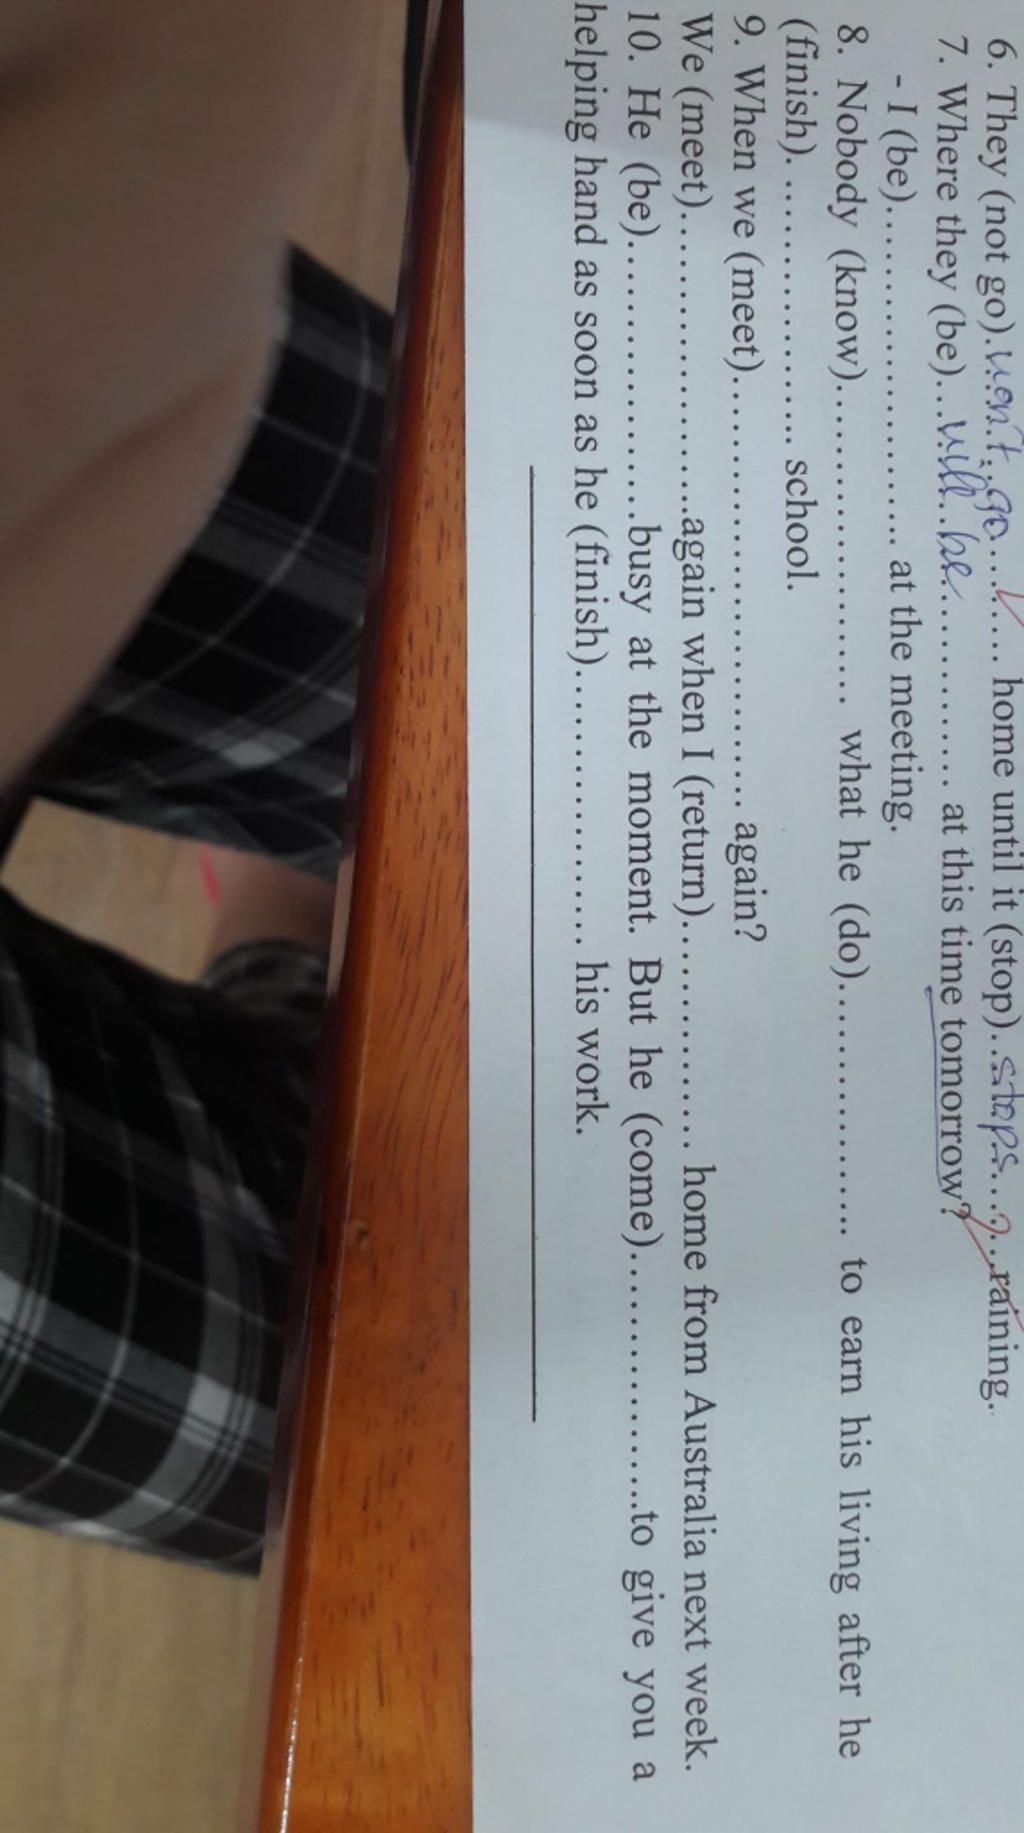 6. They (not go).won't..go......... home until it (stop)..stops...?...raining.
7. Where they (be)...will..be............. at this time tomorrow?
- I (be)............................. at the meeting.
8. Nobody (know)........................... what he (do)....................... to earn his living after he
(finish). ........................ school.
9. When we (meet)..................................... again?
We (meet)..........................again when I (return).................... home from Australia next week.
10. He (be)........................busy at the moment. But he (come)......................to give you a
helping hand as soon as he (finish)........................ his work.